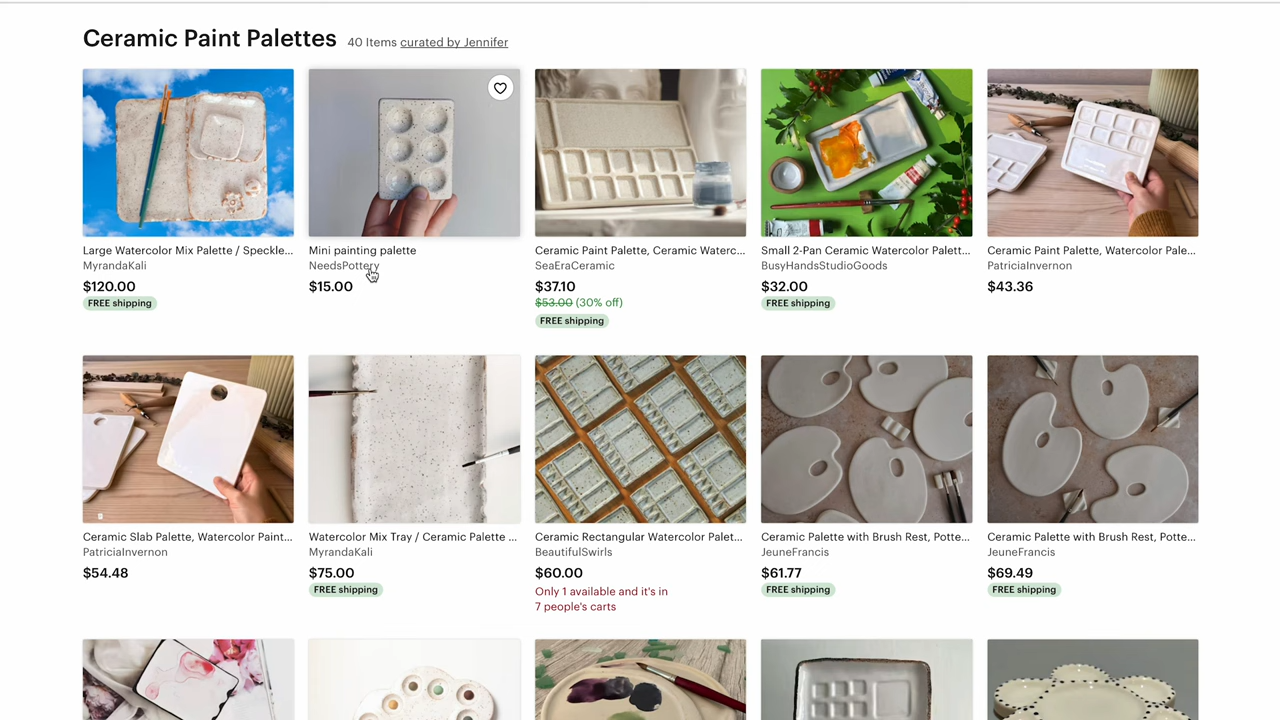 Ceramic Paint Palettes 40 Items curated by Jennifer
Large Watercolor Mix Palette / Speckle...
MyrandaKali
$120.00
FREE shipping
Mini painting palette
NeedsPottery
$15.00
Ceramic Paint Palette, Ceramic Waterc...
SeaEraCeramic
$37.10
$53.00 (30% off)
FREE shipping
Small 2-Pan Ceramic Watercolor Palett...
BusyHandsStudioGoods
$32.00
FREE shipping
Ceramic Paint Palette, Watercolor Pale...
PatriciaInvernon
$43.36
Ceramic Slab Palette, Watercolor Paint...
PatriciaInvernon
$54.48
Watercolor Mix Tray / Ceramic Palette ...
MyrandaKali
$75.00
FREE shipping
Ceramic Rectangular Watercolor Palet...
BeautifulSwirls
$60.00
Only 1 available and it's in
7 people's carts
Ceramic Palette with Brush Rest, Potte...
JeuneFrancis
$61.77
FREE shipping
Ceramic Palette with Brush Rest, Potte...
JeuneFrancis
$69.49
FREE shipping